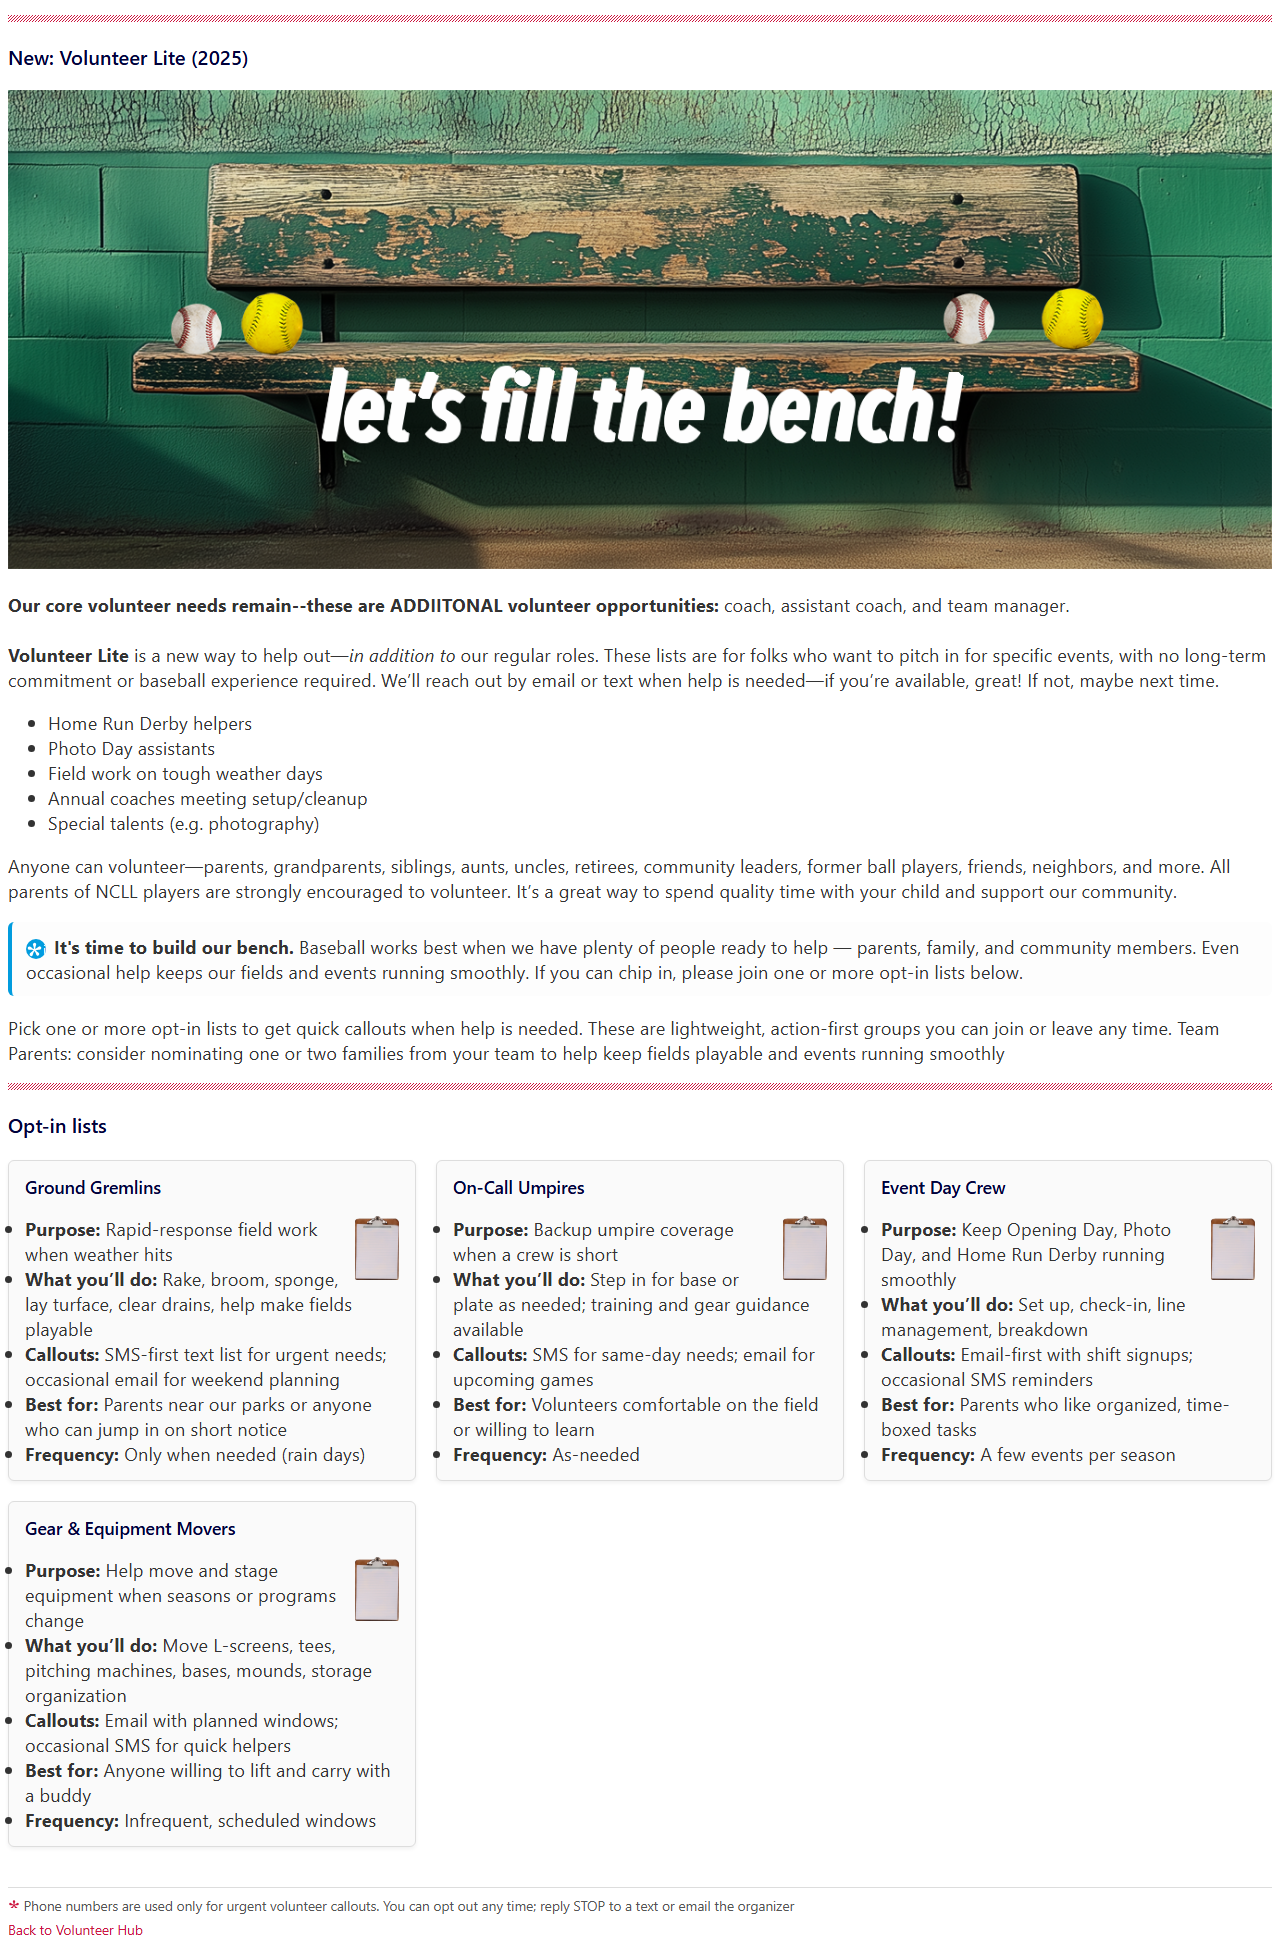 New: Volunteer Lite (2025)
let's fill the bench!
Our core volunteer needs remain--these are ADDIITONAL volunteer opportunities: coach, assistant coach, and team manager.
Volunteer Lite is a new way to help out—in addition to our regular roles. These lists are for folks who want to pitch in for specific events, with no long-term
commitment or baseball experience required. We’ll reach out by email or text when help is needed—if you’re available, great! If not, maybe next time.
• Home Run Derby helpers
• Photo Day assistants
• Field work on tough weather days
• Annual coaches meeting setup/cleanup
• Special talents (e.g. photography)
Anyone can volunteer—parents, grandparents, siblings, aunts, uncles, retirees, community leaders, former ball players, friends, neighbors, and more. All
parents of NCLL players are strongly encouraged to volunteer. It’s a great way to spend quality time with your child and support our community.
It's time to build our bench. Baseball works best when we have plenty of people ready to help — parents, family, and community members. Even
occasional help keeps our fields and events running smoothly. If you can chip in, please join one or more opt-in lists below.
Pick one or more opt-in lists to get quick callouts when help is needed. These are lightweight, action-first groups you can join or leave any time. Team
Parents: consider nominating one or two families from your team to help keep fields playable and events running smoothly
Opt-in lists
Ground Gremlins
• Purpose: Rapid-response field work
when weather hits
• What you’ll do: Rake, broom, sponge,
lay turface, clear drains, help make fields
playable
• Callouts: SMS-first text list for urgent needs;
occasional email for weekend planning
• Best for: Parents near our parks or anyone
who can jump in on short notice
• Frequency: Only when needed (rain days)
On-Call Umpires
• Purpose: Backup umpire coverage
when a crew is short
• What you’ll do: Step in for base or
plate as needed; training and gear guidance
available
• Callouts: SMS for same-day needs; email for
upcoming games
• Best for: Volunteers comfortable on the field
or willing to learn
• Frequency: As-needed
Event Day Crew
• Purpose: Keep Opening Day, Photo
Day, and Home Run Derby running
smoothly
• What you’ll do: Set up, check-in, line
management, breakdown
• Callouts: Email-first with shift signups;
occasional SMS reminders
• Best for: Parents who like organized, time-
boxed tasks
• Frequency: A few events per season
Gear & Equipment Movers
• Purpose: Help move and stage
equipment when seasons or programs
change
• What you’ll do: Move L-screens, tees,
pitching machines, bases, mounds, storage
organization
• Callouts: Email with planned windows;
occasional SMS for quick helpers
• Best for: Anyone willing to lift and carry with
a buddy
• Frequency: Infrequent, scheduled windows
* Phone numbers are used only for urgent volunteer callouts. You can opt out any time; reply STOP to a text or email the organizer
Back to Volunteer Hub